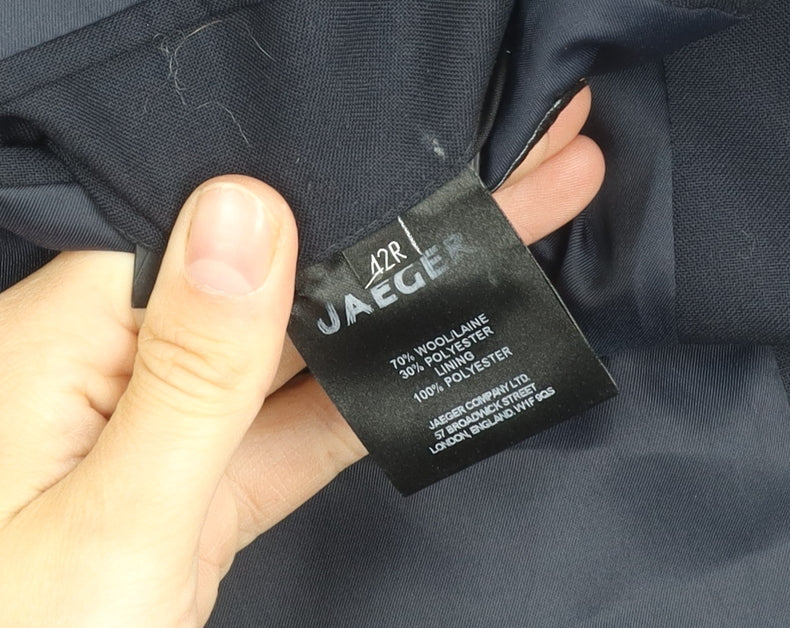 42R
JAEGER
70% WOOL/LAINE
30% POLYESTER
LINING
100% POLYESTER
JAEGER COMPANY LTD.
57 BROADWICK STREET
LONDON, ENGLAND, W1F 9QS